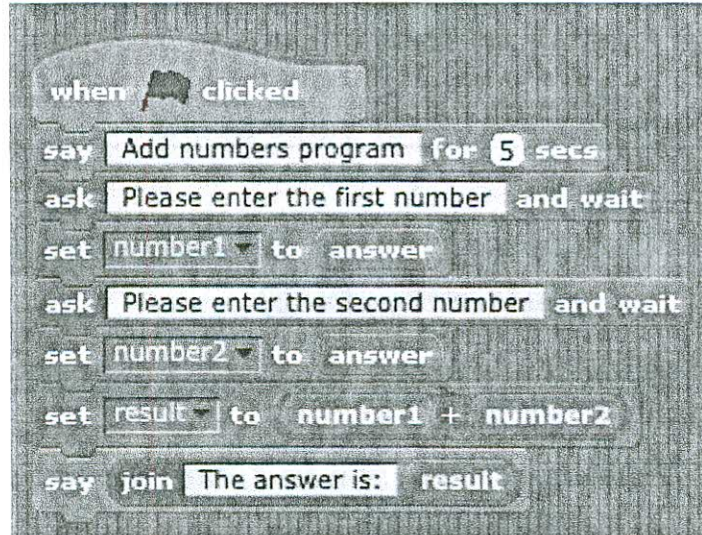 when clicked
say Add numbers program for 5 secs
ask Please enter the first number and wait
set number1 to answer
ask Please enter the second number and wait
set number2 to answer
set result to number1 + number2
say join The answer is: result